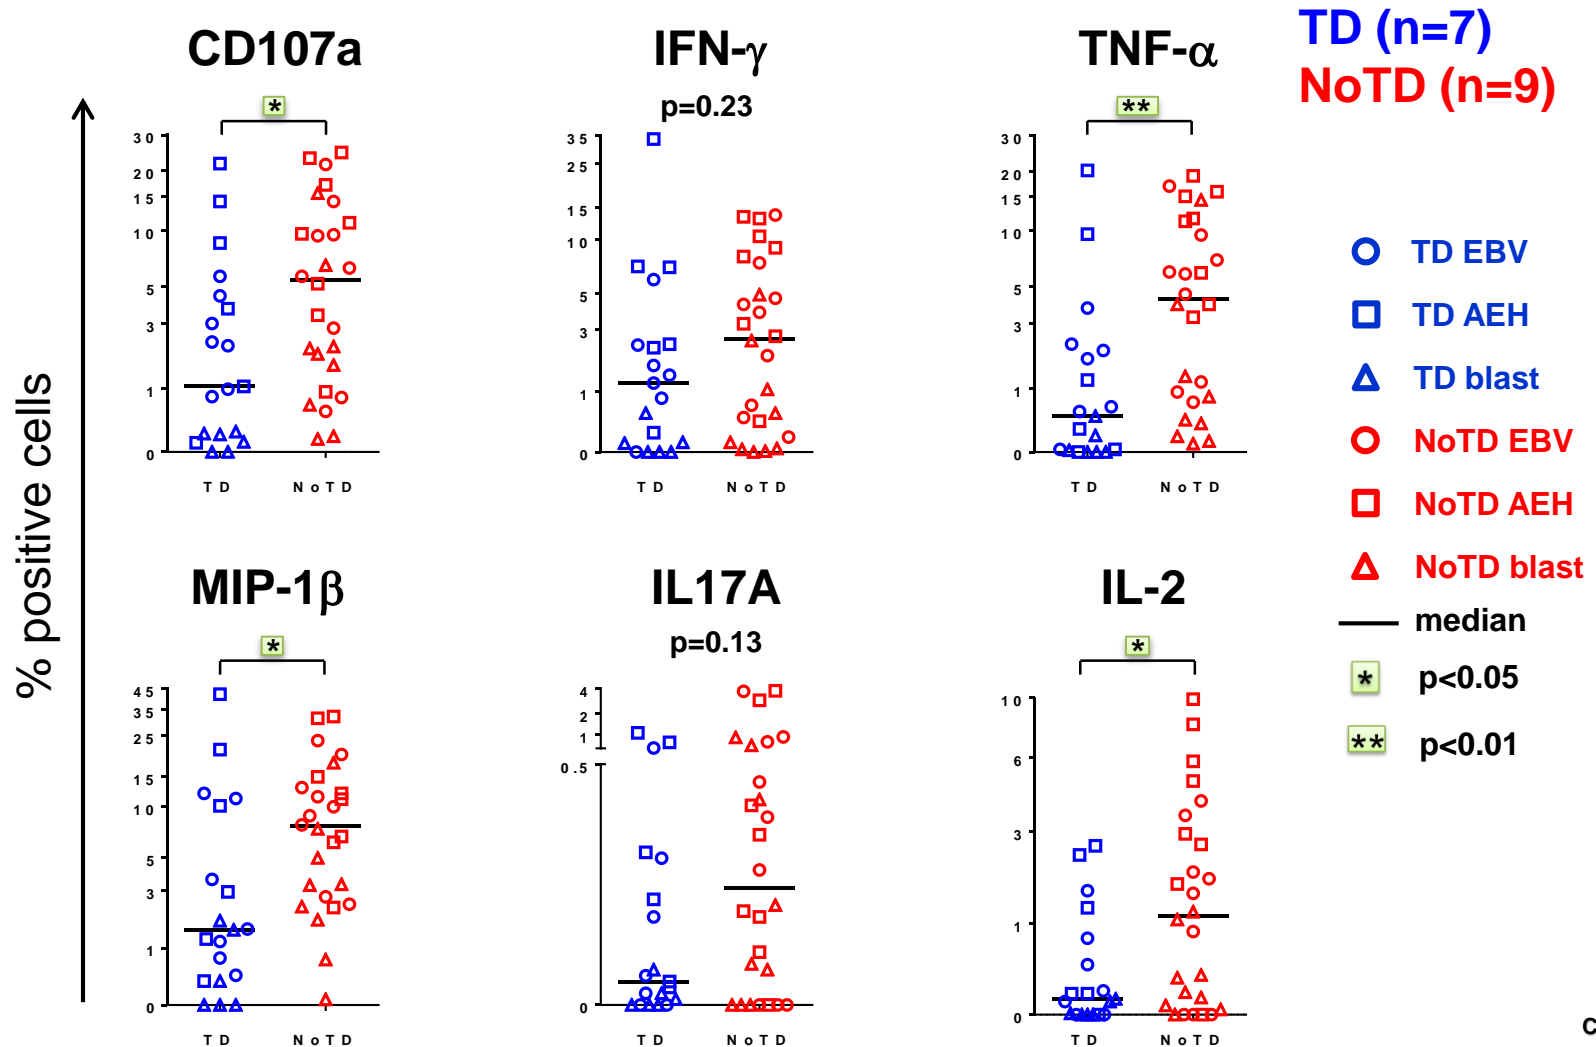 CD107a
IFN-γ
TNF-α
TD (n=7)
NoTD (n=9)
*
p=0.23
**
30
20
15
10
5
3
1
0
TD NoTD
35
25
15
10
5
3
1
0
TD NoTD
30
20
15
10
5
3
1
0
TD NoTD
% positive cells
TD EBV
TD AEH
TD blast
NoTD EBV
NoTD AEH
NoTD blast
median
* p<0.05
** p<0.01
MIP-1β
IL17A
IL-2
*
p=0.13
*
45
35
25
15
10
5
3
1
0
TD NoTD
4
2
1
0.5
0
TD NoTD
10
6
3
1
0
TD NoTD
c